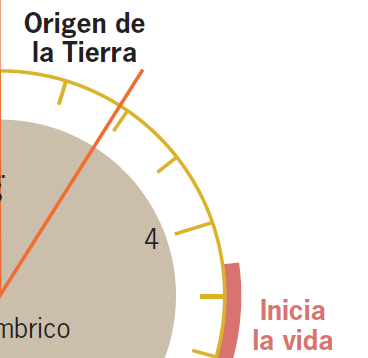 Origen de
la Tierra
4
Inicia
la vida
mbrico